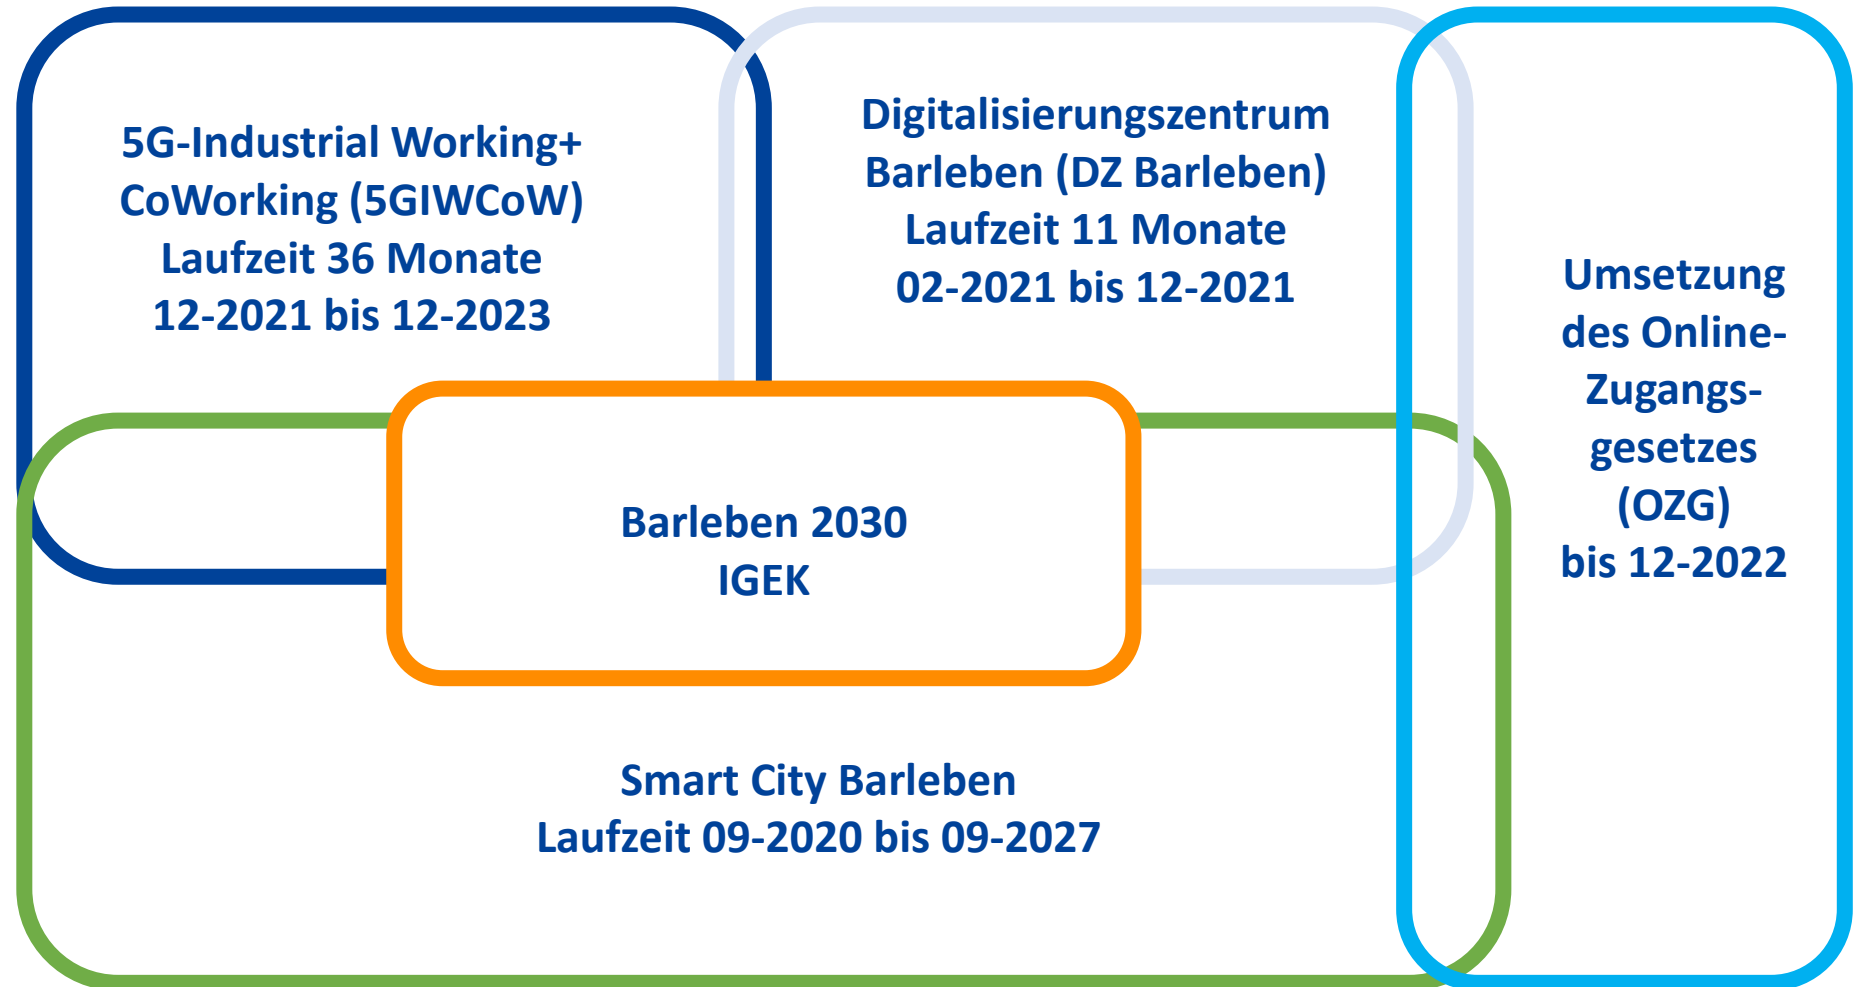 5G-Industrial Working+
CoWorking (5GIWCoW)
Laufzeit 36 Monate
12-2021 bis 12-2023
Digitalisierungszentrum
Barleben (DZ Barleben)
Laufzeit 11 Monate
02-2021 bis 12-2021
Umsetzung
des Online-
Zugangs-
gesetzes
(OZG)
bis 12-2022
Barleben 2030
IGEK
Smart City Barleben
Laufzeit 09-2020 bis 09-2027